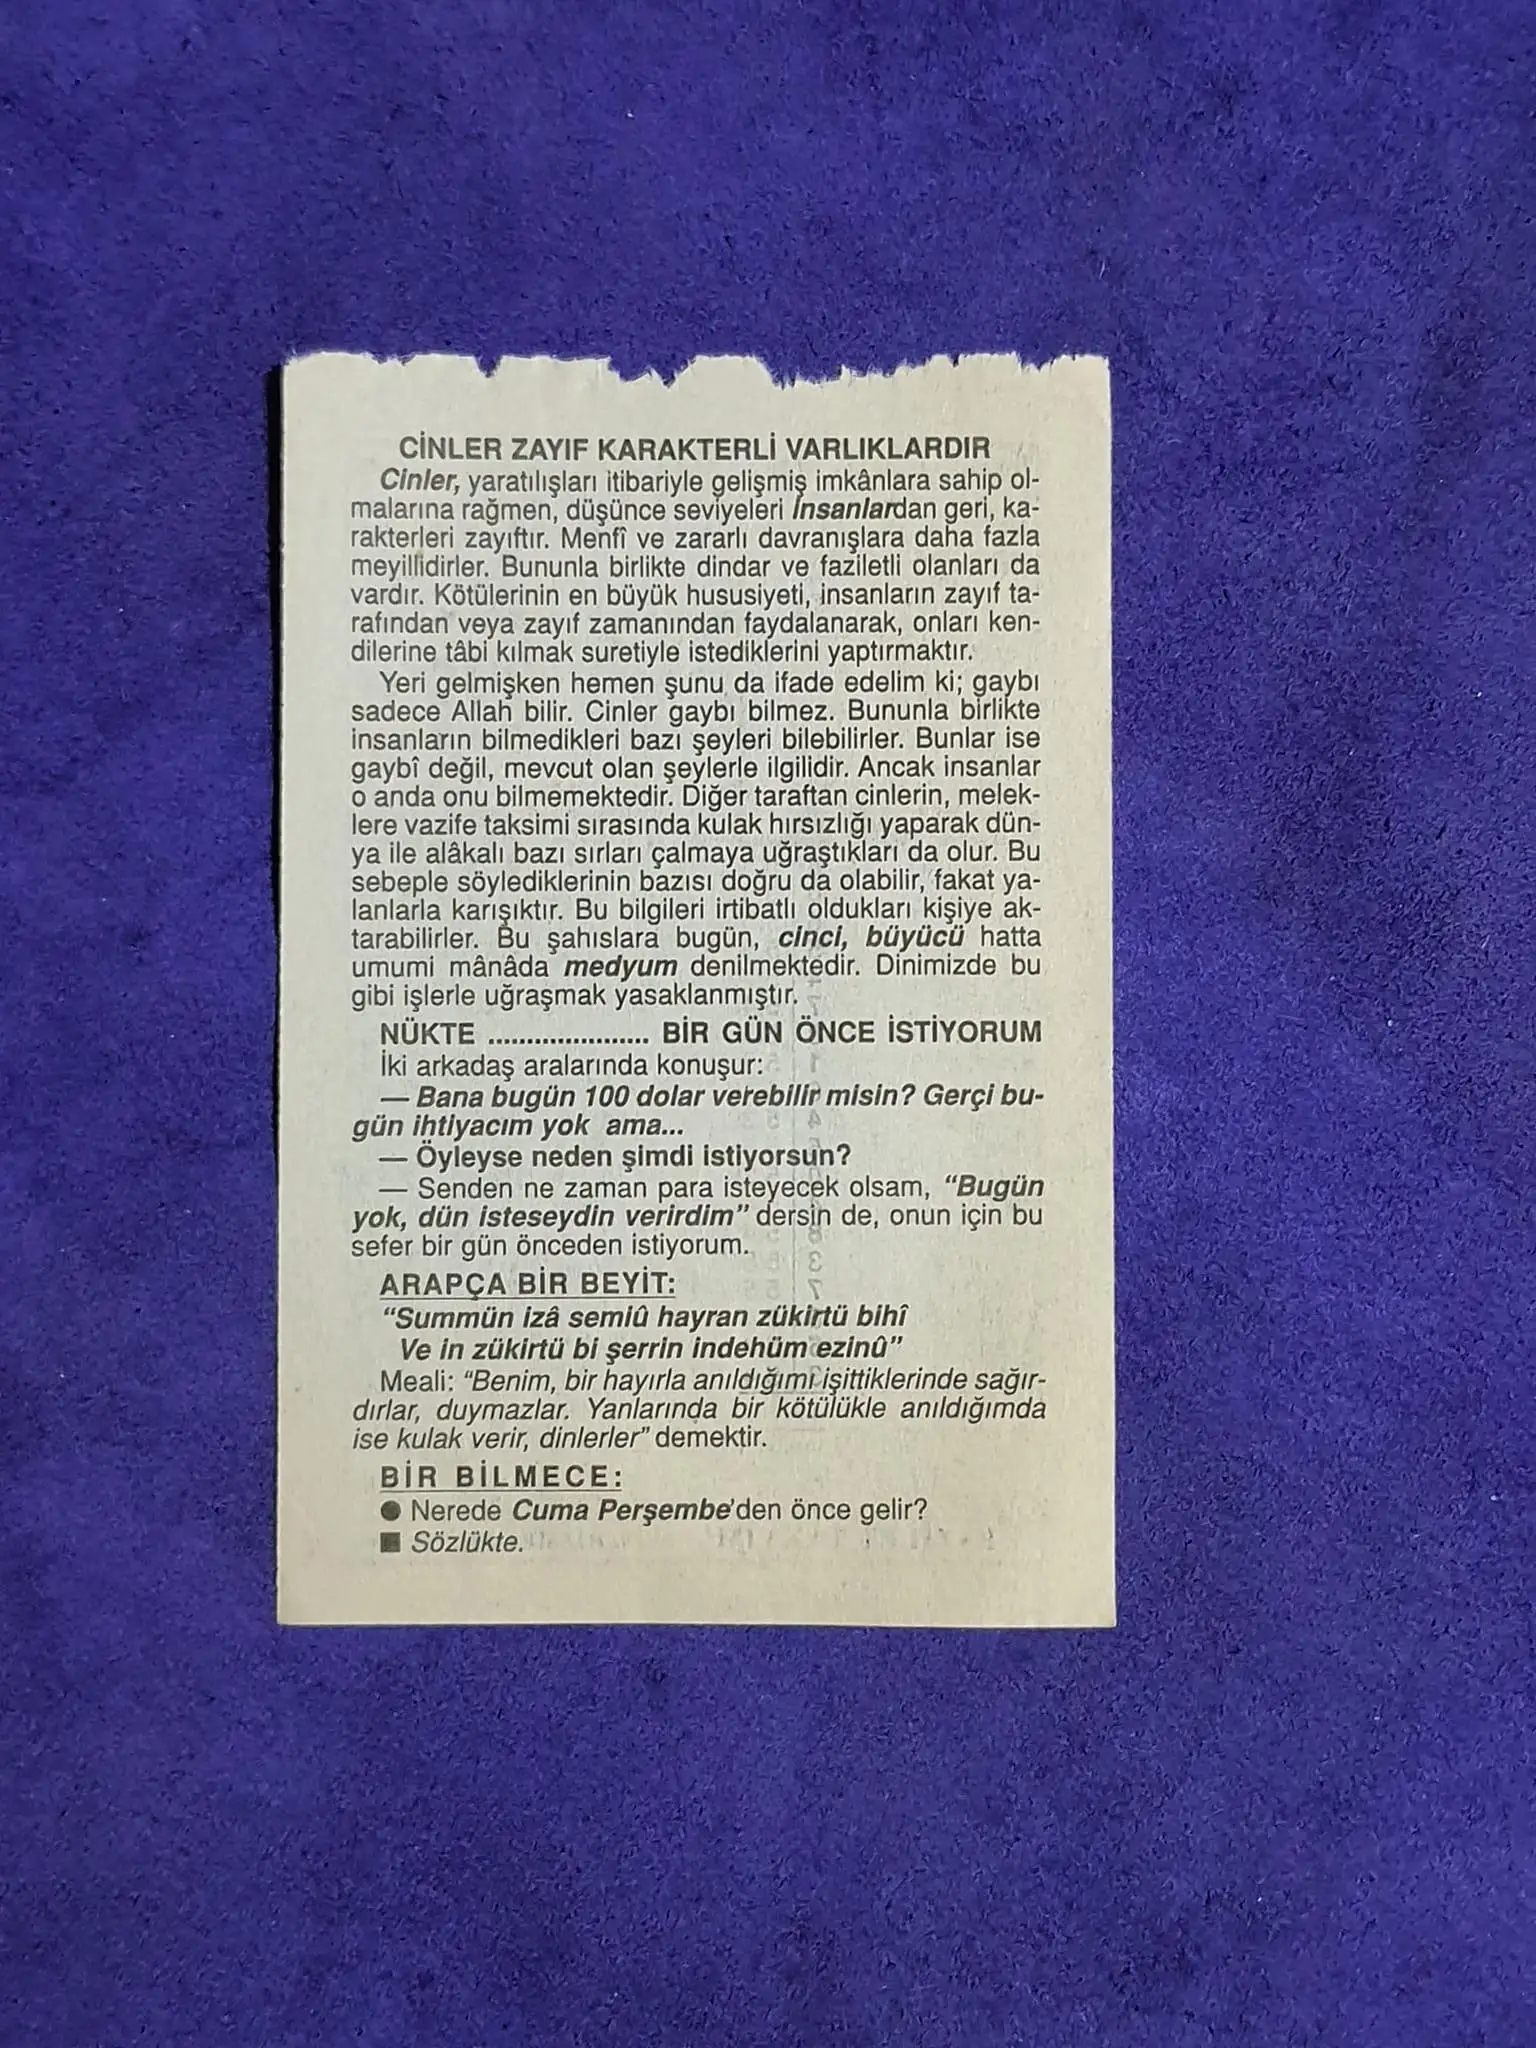 CİNLER ZAYIF KARAKTERLİ VARLIKLARDIR
Cinler, yaratılışları itibariyle gelişmiş imkânlara sahip ol-
malarına rağmen, düşünce seviyeleri İnsanlardan geri, ka-
rakterleri zayıftır. Menfî ve zararlı davranışlara daha fazla
meyillidirler. Bununla birlikte dindar ve faziletli olanları da
vardır. Kötülerinin en büyük hususiyeti, insanların zayıf ta-
rafından veya zayıf zamanından faydalanarak, onları ken-
dilerine tâbi kılmak suretiyle istediklerini yaptırmaktır.
Yeri gelmişken hemen şunu da ifade edelim ki; gaybı
sadece Allah bilir. Cinler gaybı bilmez. Bununla birlikte
insanların bilmedikleri bazı şeyleri bilebilirler. Bunlar ise
gaybî değil, mevcut olan şeylerle ilgilidir. Ancak insanlar
o anda onu bilmemektedir. Diğer taraftan cinlerin, melek-
lere vazife taksimi sırasında kulak hırsızlığı yaparak dün-
ya ile alâkalı bazı sırları çalmaya uğraştıkları da olur. Bu
sebeple söylediklerinin bazısı doğru da olabilir, fakat ya-
lanlarla karışıktır. Bu bilgileri irtibatlı oldukları kişiye ak-
tarabilirler. Bu şahıslara bugün, cinci, büyücü hatta
umumi mânâda medyum denilmektedir. Dinimizde bu
gibi işlerle uğraşmak yasaklanmıştır.
NÜKTE ..................... BİR GÜN ÖNCE İSTİYORUM
İki arkadaş aralarında konuşur:
— Bana bugün 100 dolar verebilir misin? Gerçi bu-
gün ihtiyacım yok ama...
— Öyleyse neden şimdi istiyorsun?
— Senden ne zaman para isteyecek olsam, "Bugün
yok, dün isteseydin verirdim" dersin de, onun için bu
sefer bir gün önceden istiyorum.
ARAPÇA BİR BEYİT:
"Summün izâ semiû hayran zükirtü bihî
Ve in zükirtü bi şerrin indehüm ezinû"
Meali: "Benim, bir hayırla anıldığımı işittiklerinde sağır-
dırlar, duymazlar. Yanlarında bir kötülükle anıldığımda
ise kulak verir, dinlerler" demektir.
BİR BİLMECE:
● Nerede Cuma Perşembe'den önce gelir?
■ Sözlükte.